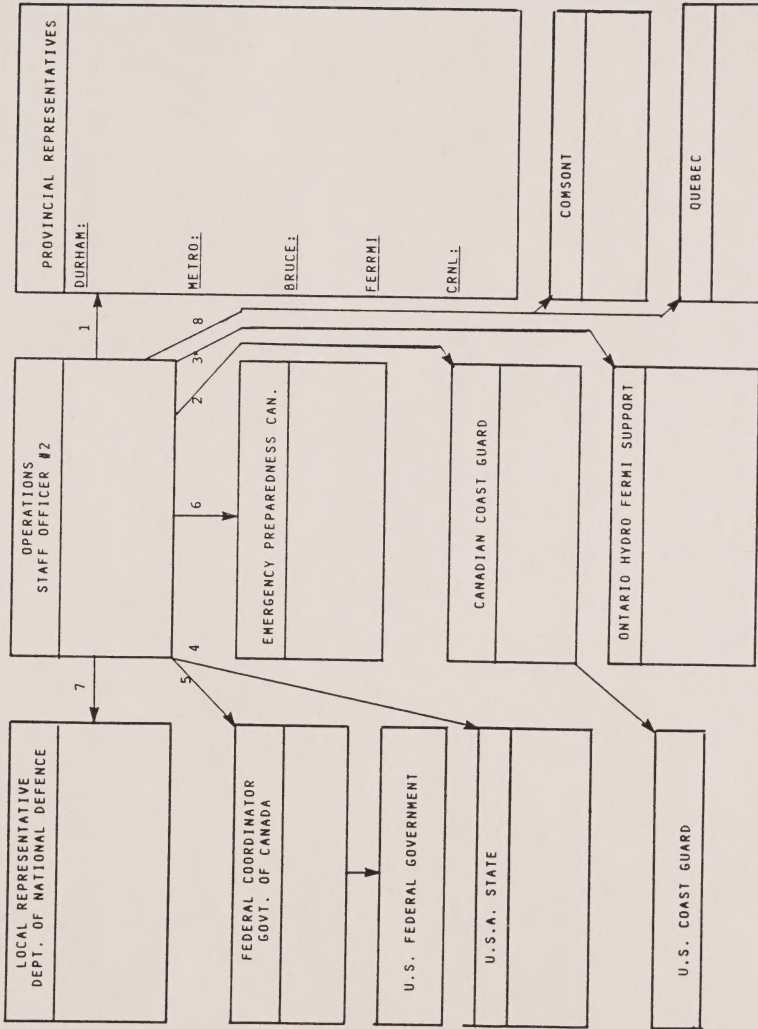 LOCAL REPRESENTATIVE
DEPT. OF NATIONAL DEFENCE
7
OPERATIONS
STAFF OFFICER #2
1
PROVINCIAL REPRESENTATIVES
DURHAM:
METRO:
BRUCE:
FERRMI
CRNL:
5
4
6
2
3*
8
FEDERAL COORDINATOR
GOVT. OF CANADA
EMERGENCY PREPAREDNESS CAN.
U.S. FEDERAL GOVERNMENT
U.S.A. STATE
CANADIAN COAST GUARD
COMSONT
U.S. COAST GUARD
ONTARIO HYDRO FERMI SUPPORT
QUEBEC